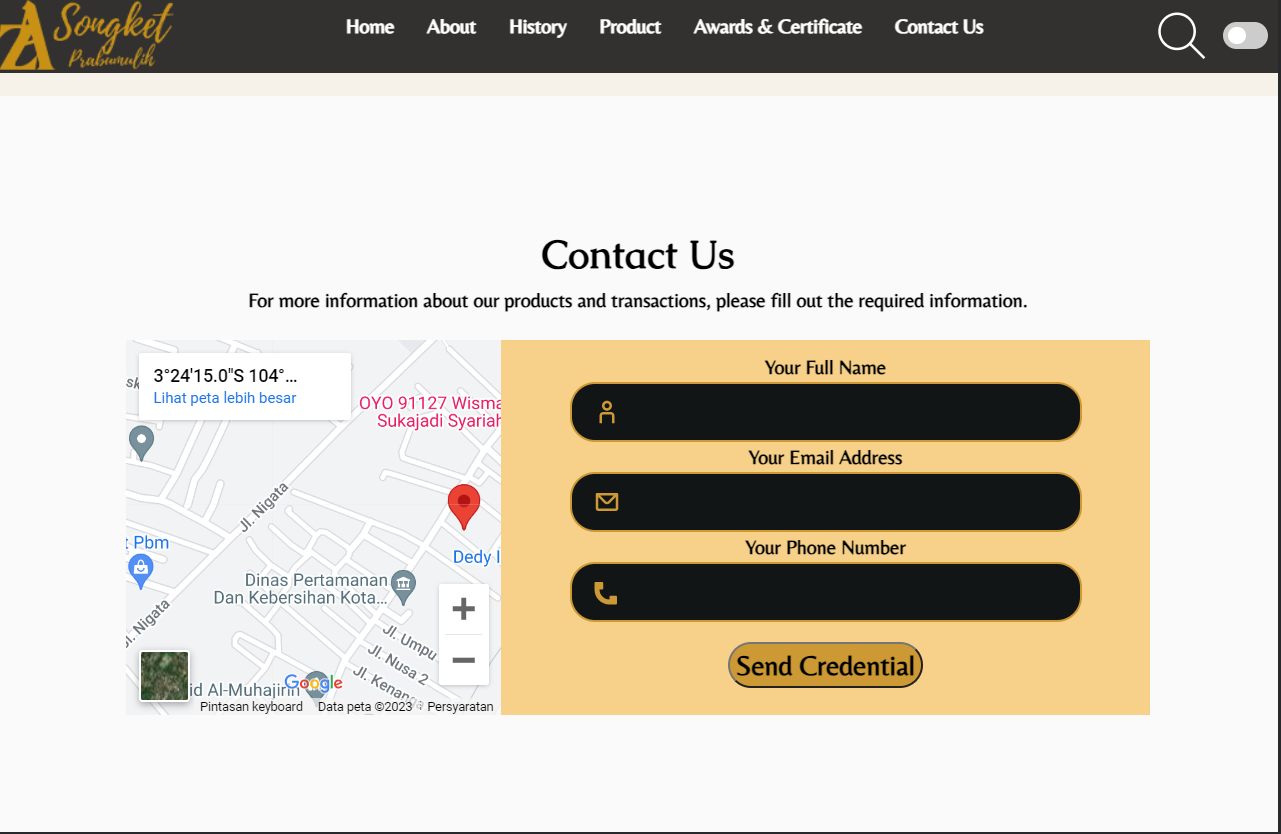 ZA Songket
Prabumulih
Home About History Product Awards & Certificate Contact Us
Contact Us
For more information about our products and transactions, please fill out the required information.
3°24'15.0"S 104°...
Lihat peta lebih besar
OYO 91127 Wisma
Sukajadi Syariah
Jl. Nigata
t Pbm
Dedy I
Dinas Pertamanan
Dan Kebersihan Kota...
Jl. Nigata
Jl. Umpu
Jl. Nusa 2
Jl. Kenanga
id Al-Muhajirin
Google
Pintasan keyboard Data peta ©2023 Persyaratan
Your Full Name
Your Email Address
Your Phone Number
Send Credential